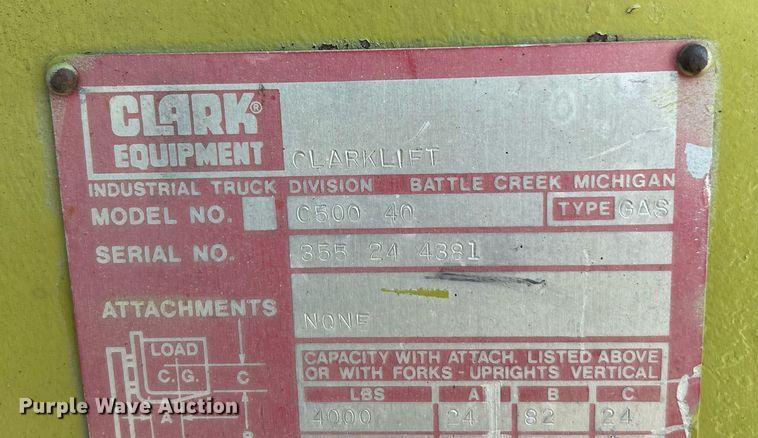 CLARK®
EQUIPMENT
CLARKLIFT
INDUSTRIAL TRUCK DIVISION BATTLE CREEK MICHIGAN
MODEL NO. C500 40 TYPE GAS
SERIAL NO. 355 24 4381
ATTACHMENTS
NONE
LOAD
C.G. C
CAPACITY WITH ATTACH. LISTED ABOVE
OR WITH FORKS - UPRIGHTS VERTICAL
LBS A B C
4000 24 82 24
A
B
Purple Wave Auction